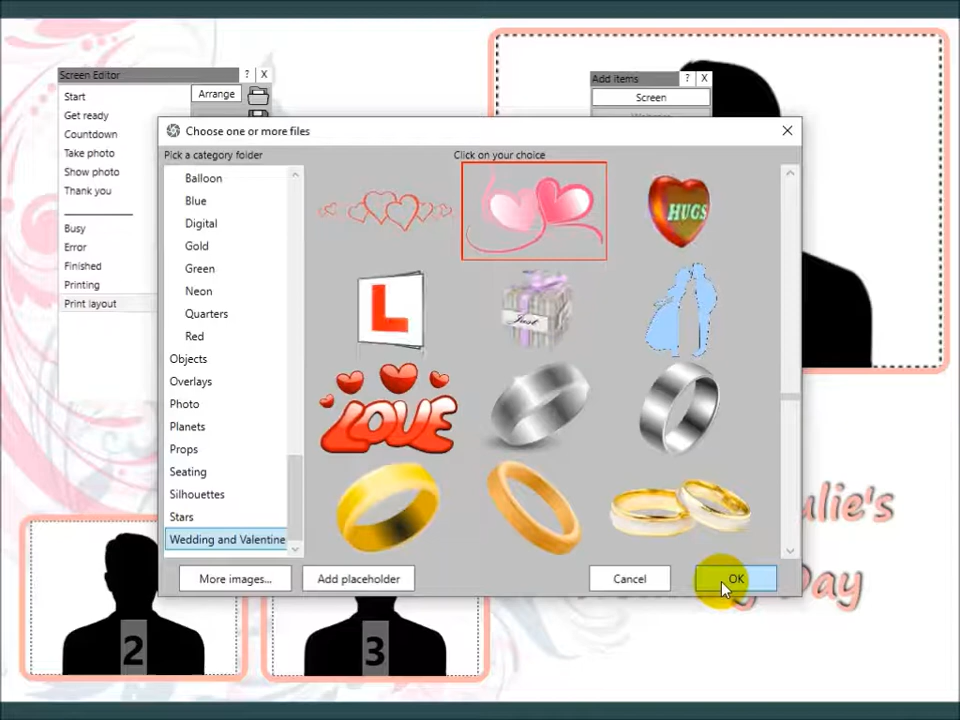 Screen Editor ? X
Add items ? X
Start
Arrange
Screen
Get ready
Countdown
Take photo
Show photo
Thank you
Busy
Error
Finished
Printing
Print layout
Choose one or more files
Pick a category folder
Click on your choice
Balloon
Blue
Digital
Gold
Green
Neon
Quarters
Red
Objects
Overlays
Photo
Planets
Props
Seating
Silhouettes
Stars
Wedding and Valentine
HUGS
L
Just
LOVE
More images...
Add placeholder
Cancel
OK
ulie's
Day
2
3